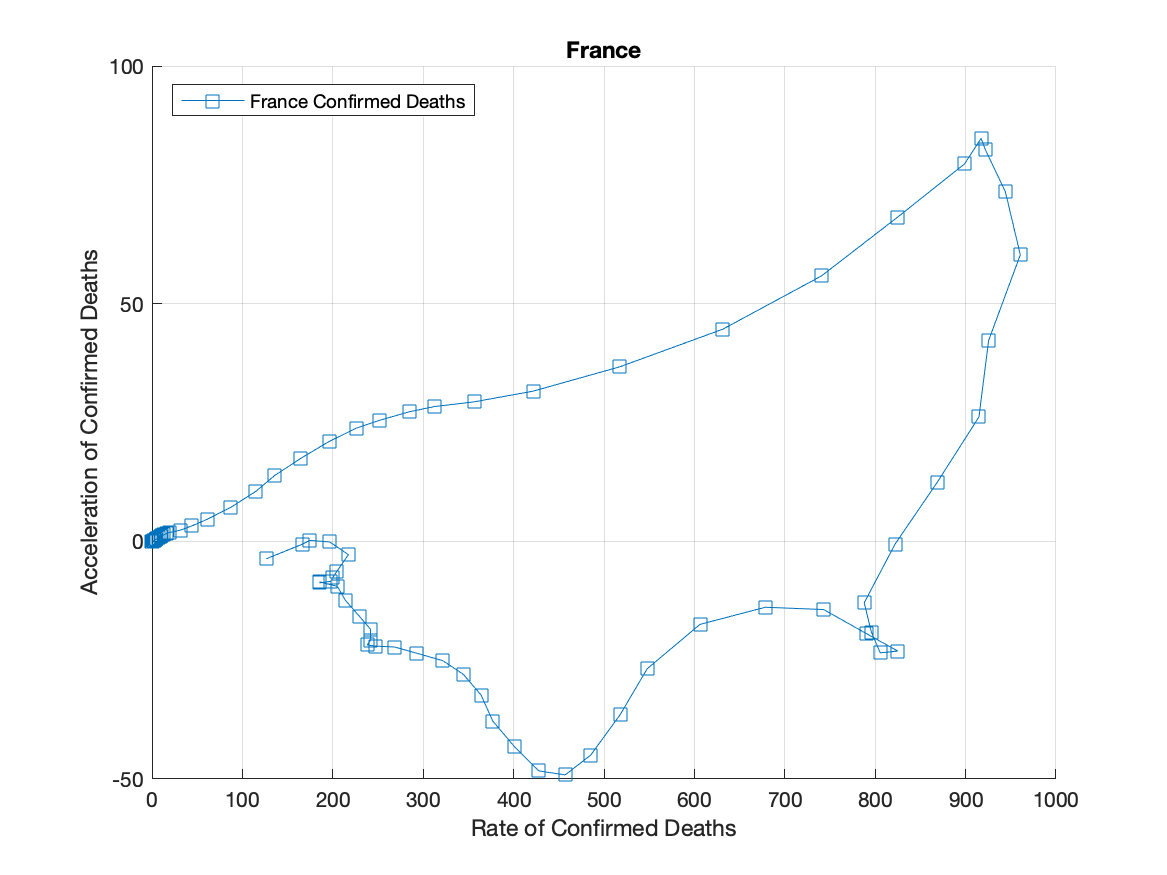 France
100
France Confirmed Deaths
50
0
-50
Acceleration of Confirmed Deaths
0 100 200 300 400 500 600 700 800 900 1000
Rate of Confirmed Deaths